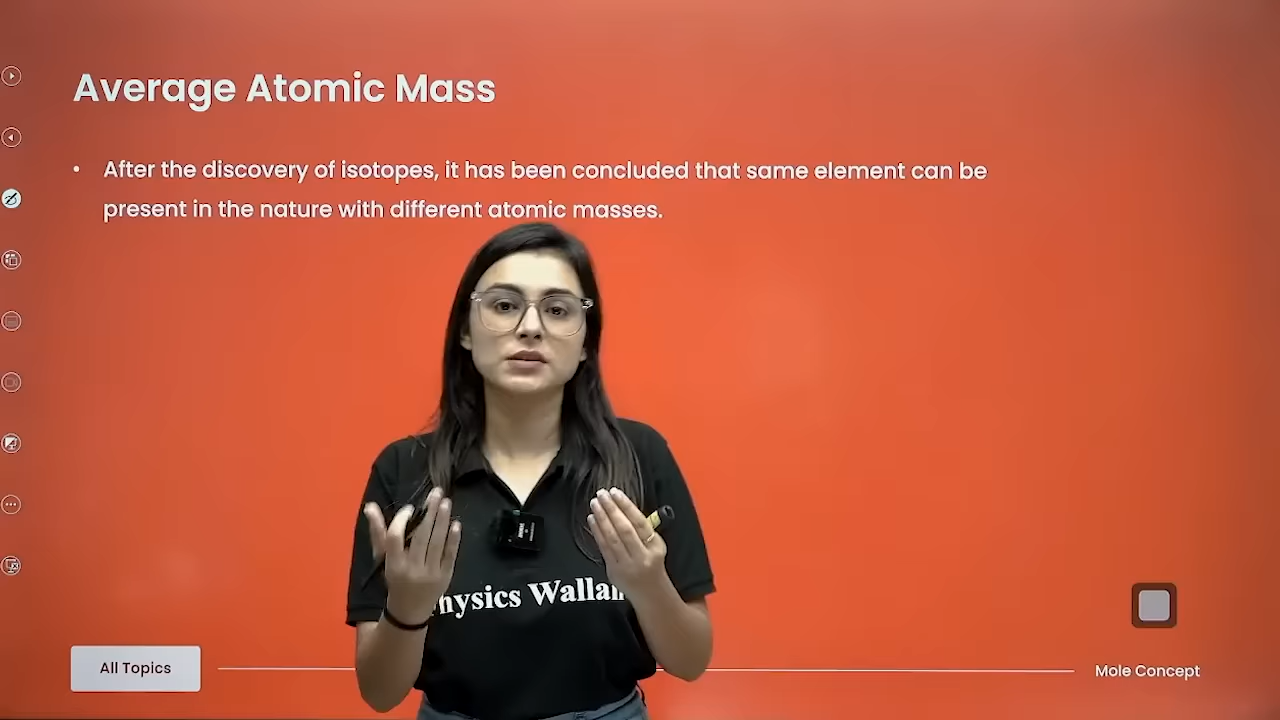 Average Atomic Mass
• After the discovery of isotopes, it has been concluded that same element can be
present in the nature with different atomic masses.
hysics Walla
All Topics
Mole Concept